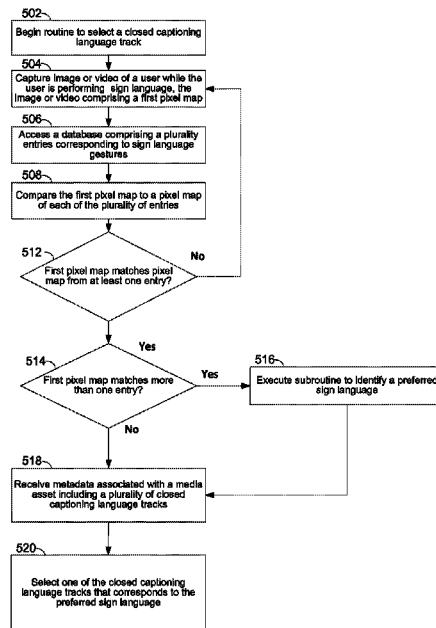 502
Begin routine to select a closed captioning
language track
504
Capture image or video of a user while the
user is performing sign language, the
image or video comprising a first pixel map
506
Access a database comprising a plurality
entries corresponding to sign language
gestures
508
Compare the first pixel map to a pixel map
of each of the plurality of entries
512
No
First pixel map matches pixel
map from at least one entry?
Yes
514
Yes
516
First pixel map matches more
than one entry?
Execute subroutine to identify a preferred
sign language
No
518
Receive metadata associated with a media
asset including a plurality of closed
captioning language tracks
520
Select one of the closed captioning
language tracks that corresponds to the
preferred sign language